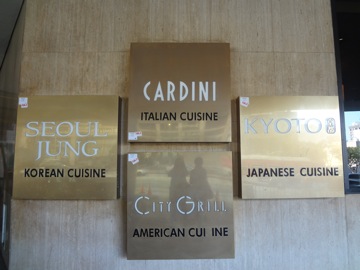 CARDINI
ITALIAN CUISINE
SEOUL
JUNG
KOREAN CUISINE
KYOTO
JAPANESE CUISINE
CITY GRILL
AMERICAN CUI INE